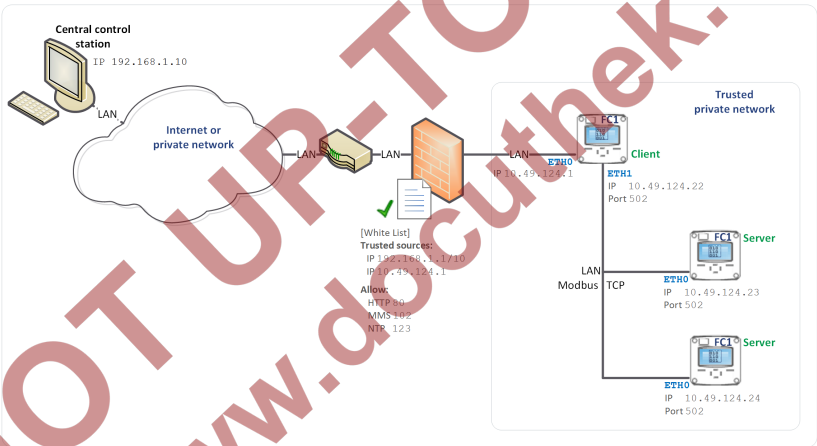 Central control
station
IP 192.168.1.10
LAN
Internet or
private network
LAN
LAN
[White List]
Trusted sources:
IP 192.168.1.1/10
IP 10.49.124.1
Allow:
HTTP 80
MMS 102
NTP 123
Trusted
private network
LAN
ETH0
IP 10.49.124.1
FC1
Client
ETH1
IP 10.49.124.22
Port 502
LAN
Modbus TCP
FC1
Server
ETH0
IP 10.49.124.23
Port 502
FC1
Server
ETH0
IP 10.49.124.24
Port 502
OT UP-TO
www.docuthek.